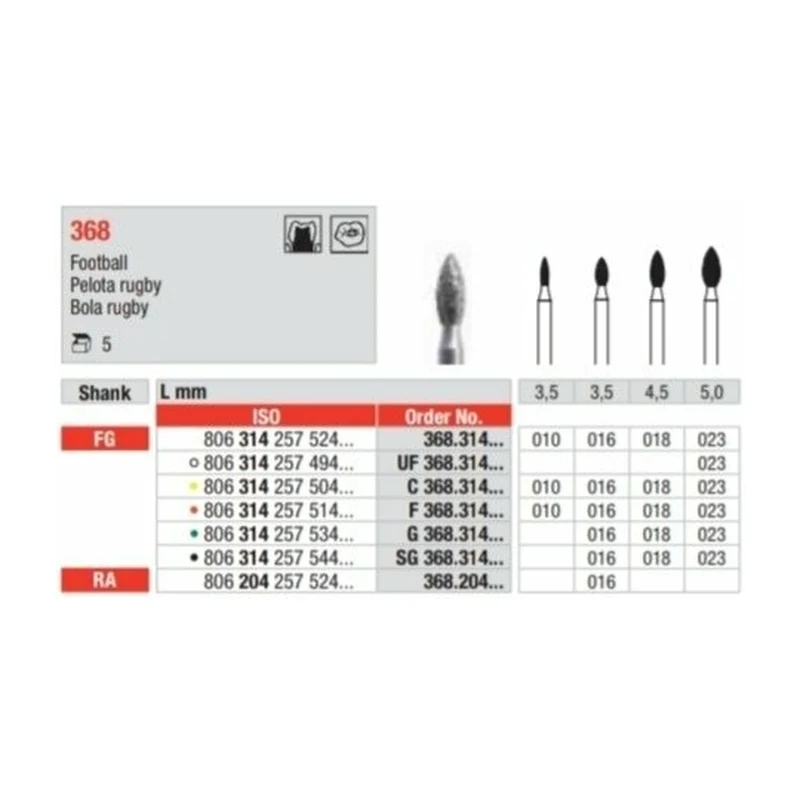 368
Football
Pelota rugby
Bola rugby
5
Shank L mm 3,5 3,5 4,5 5,0
ISO Order No.
FG 806 314 257 524... 368.314... 010 016 018 023
806 314 257 494... UF 368.314... 023
806 314 257 504... C 368.314... 010 016 018 023
806 314 257 514... F 368.314... 010 016 018 023
806 314 257 534... G 368.314... 016 018 023
806 314 257 544... SG 368.314... 016 018 023
RA 806 204 257 524... 368.204... 016